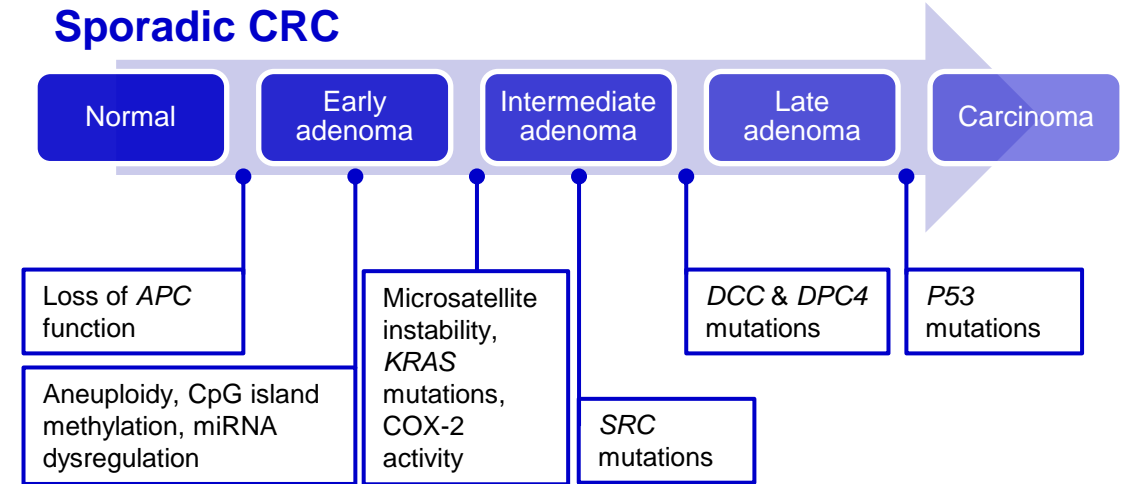 Sporadic CRC
Normal
Early
adenoma
Intermediate
adenoma
Late
adenoma
Carcinoma
Loss of APC
function
Aneuploidy, CpG island
methylation, miRNA
dysregulation
Microsatellite
instability,
KRAS
mutations,
COX-2
activity
SRC
mutations
DCC & DPC4
mutations
P53
mutations